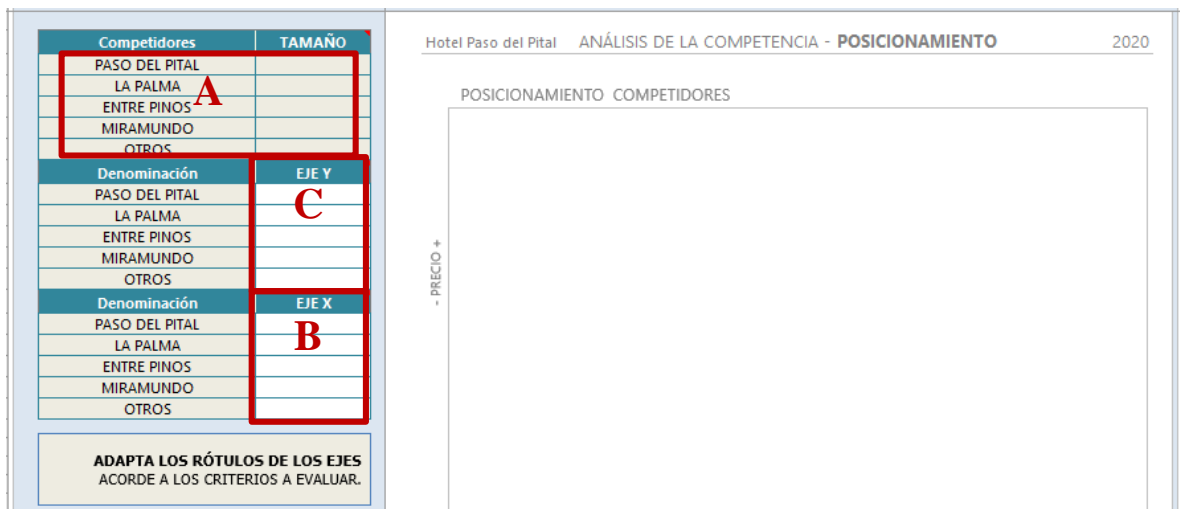 Competidores TAMAÑO
PASO DEL PITAL
LA PALMA
ENTRE PINOS
MIRAMUNDO
OTROS
A
Denominación EJE Y
PASO DEL PITAL
LA PALMA
ENTRE PINOS
MIRAMUNDO
OTROS
C
Denominación EJE X
PASO DEL PITAL
LA PALMA
ENTRE PINOS
MIRAMUNDO
OTROS
B
ADAPTA LOS RÓTULOS DE LOS EJES
ACORDE A LOS CRITERIOS A EVALUAR.
Hotel Paso del Pital ANÁLISIS DE LA COMPETENCIA - POSICIONAMIENTO 2020
POSICIONAMIENTO COMPETIDORES
- PRECIO +